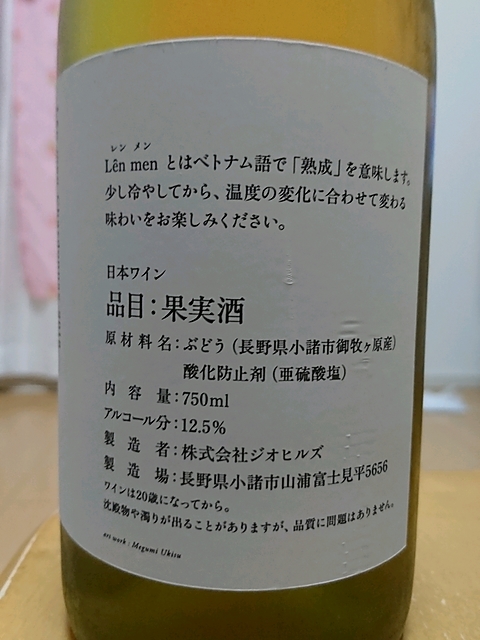 レン メン
Lên men とはベトナム語で「熟成」を意味します。
少し冷やしてから、温度の変化に合わせて変わる
味わいをお楽しみください。
日本ワイン
品目：果実酒
原材料名：ぶどう（長野県小諸市御牧ヶ原産）
酸化防止剤（亜硫酸塩）
内容量：750ml
アルコール分：12.5%
製造者：株式会社ジオヒルズ
製造場：長野県小諸市山浦富士見平5656
ワインは20歳になってから。
沈殿物や濁りが出ることがありますが、品質に問題はありません。
art work : Megumi Ukisu